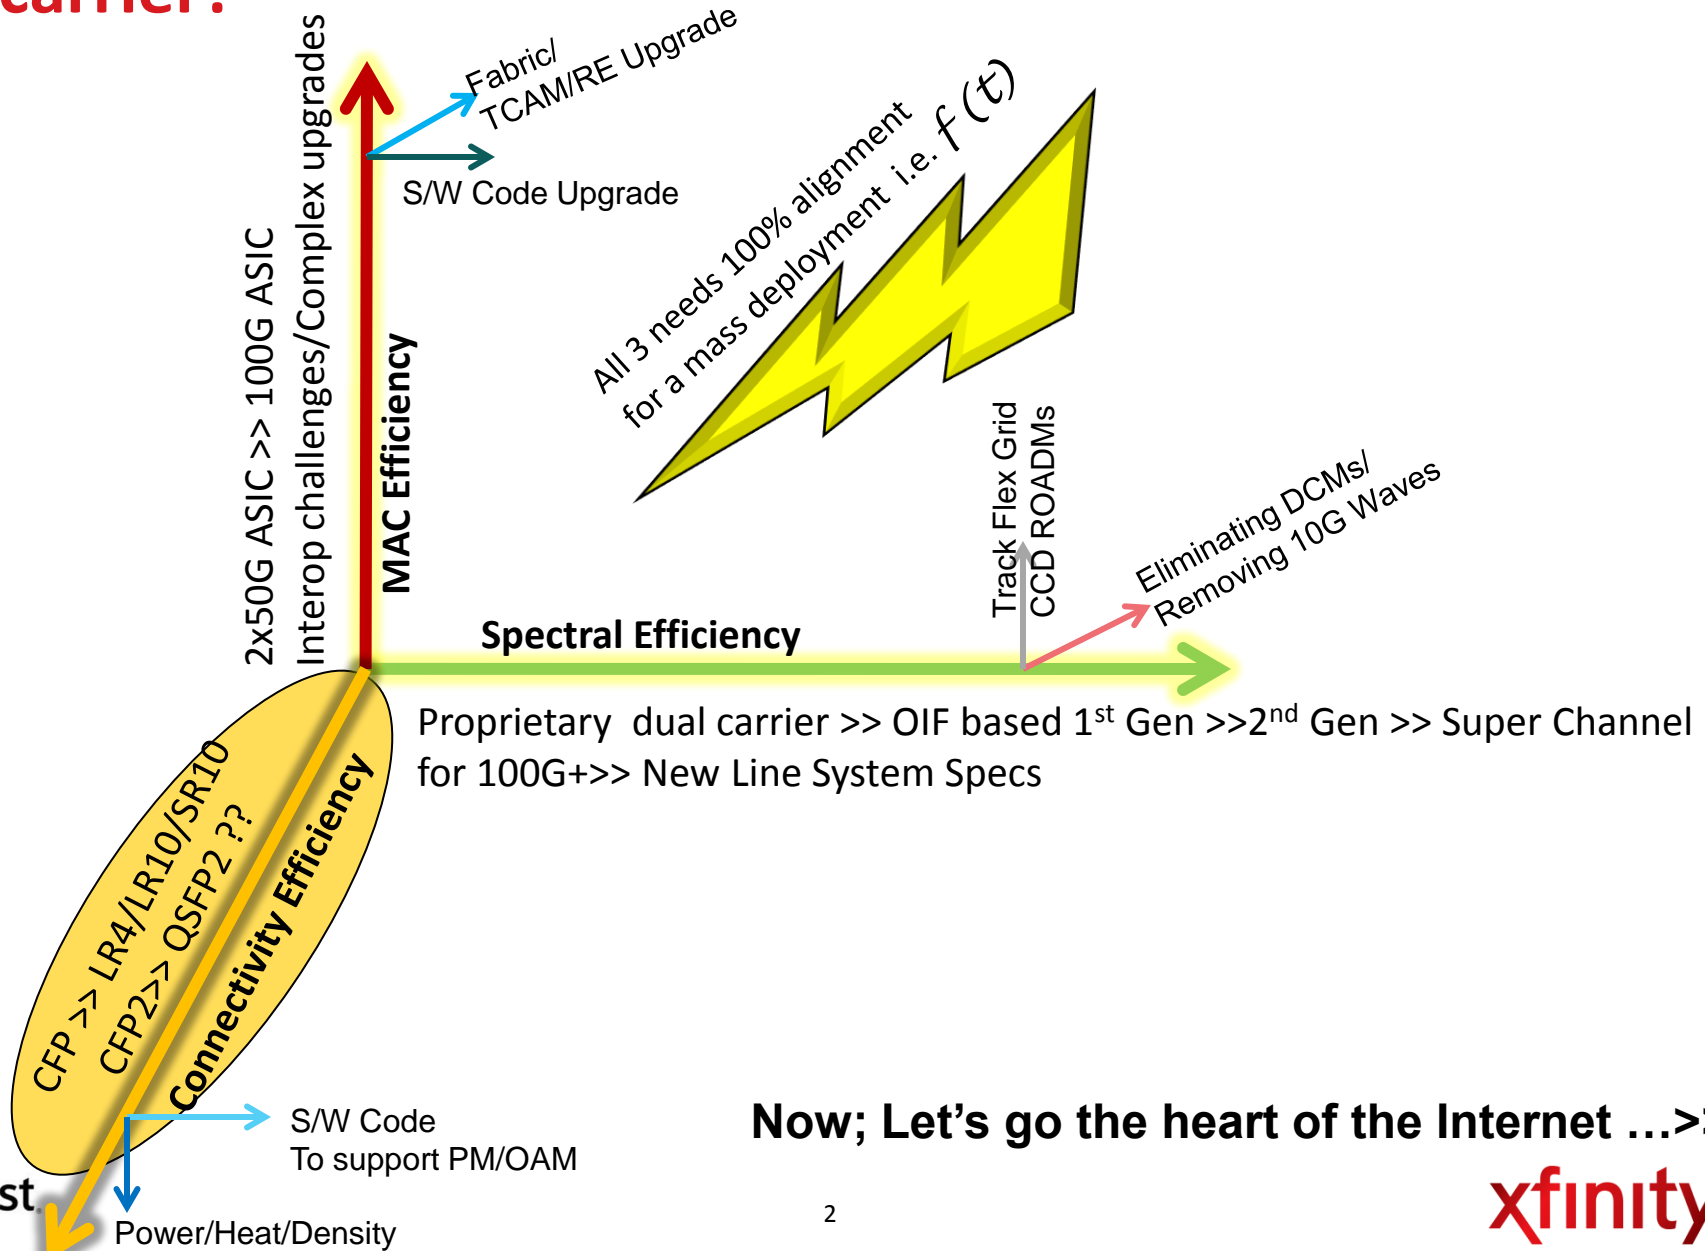 carrier?
Fabric/
TCAM/RE Upgrade
S/W Code Upgrade
2x50G ASIC >> 100G ASIC
Interop challenges/Complex upgrades
MAC Efficiency
All 3 needs 100% alignment
for a mass deployment i.e. f(t)
Track Flex Grid
CCD ROADMs
Eliminating DCMs/
Removing 10G Waves
Spectral Efficiency
Proprietary dual carrier >> OIF based 1st Gen >>2nd Gen >> Super Channel
for 100G+>> New Line System Specs
CFP >> LR4/LR10/SR10
CFP2>> QSFP2 ??
Connectivity Efficiency
S/W Code
To support PM/OAM
Power/Heat/Density
Now; Let's go the heart of the Internet ...>
st
2
xfinity